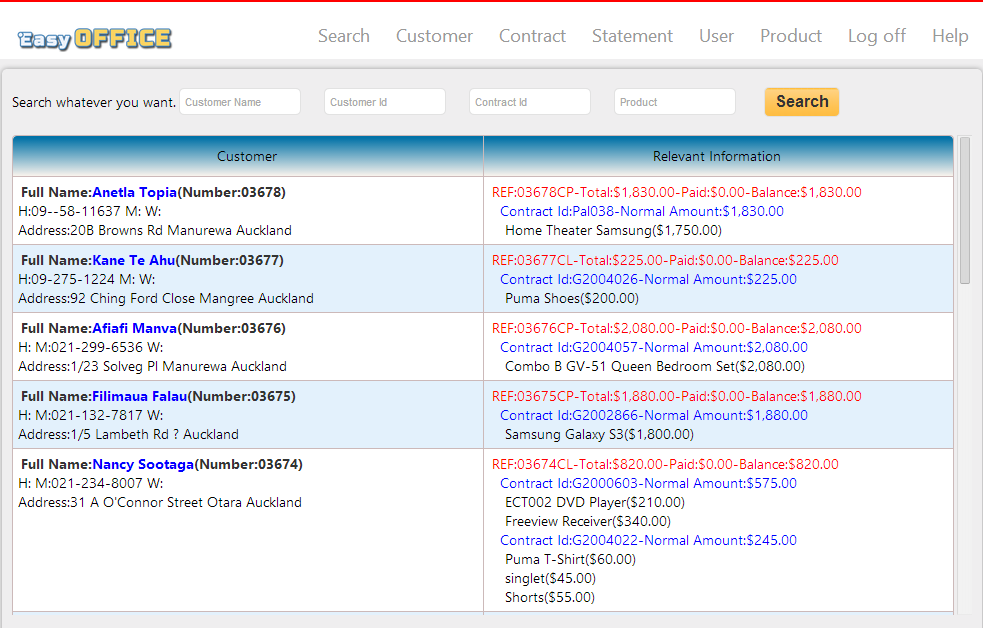 Easy OFFICE
Search Customer Contract Statement User Product Log off Help
Search whatever you want. Customer Name Customer Id Contract Id Product Search
Customer Relevant Information
Full Name:Anetla Topia(Number:03678)
H:09--58-11637 M: W:
Address:20B Browns Rd Manurewa Auckland
REF:03678CP-Total:$1,830.00-Paid:$0.00-Balance:$1,830.00
Contract Id:Pal038-Normal Amount:$1,830.00
Home Theater Samsung($1,750.00)
Full Name:Kane Te Ahu(Number:03677)
H:09-275-1224 M: W:
Address:92 Ching Ford Close Mangree Auckland
REF:03677CL-Total:$225.00-Paid:$0.00-Balance:$225.00
Contract Id:G2004026-Normal Amount:$225.00
Puma Shoes($200.00)
Full Name:Afiafi Manva(Number:03676)
H: M:021-299-6536 W:
Address:1/23 Solveg Pl Manurewa Auckland
REF:03676CP-Total:$2,080.00-Paid:$0.00-Balance:$2,080.00
Contract Id:G2004057-Normal Amount:$2,080.00
Combo B GV-51 Queen Bedroom Set($2,080.00)
Full Name:Filimaua Falau(Number:03675)
H: M:021-132-7817 W:
Address:1/5 Lambeth Rd ? Auckland
REF:03675CP-Total:$1,880.00-Paid:$0.00-Balance:$1,880.00
Contract Id:G2002866-Normal Amount:$1,880.00
Samsung Galaxy S3($1,800.00)
Full Name:Nancy Sootaga(Number:03674)
H: M:021-234-8007 W:
Address:31 A O'Connor Street Otara Auckland
REF:03674CL-Total:$820.00-Paid:$0.00-Balance:$820.00
Contract Id:G2000603-Normal Amount:$575.00
ECT002 DVD Player($210.00)
Freeview Receiver($340.00)
Contract Id:G2004022-Normal Amount:$245.00
Puma T-Shirt($60.00)
singlet($45.00)
Shorts($55.00)